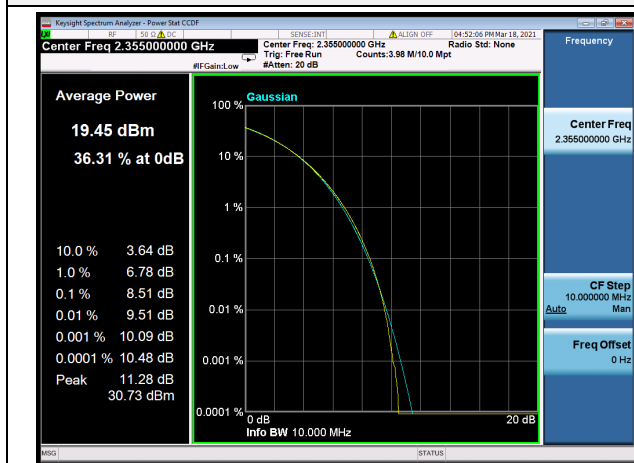 Keysight Spectrum Analyzer - Power Stat CCDF
RF 50 Ω DC SENSE:INT ALIGN OFF 04:52:06 PM Mar 18, 2021
Center Freq 2.355000000 GHz
Center Freq: 2.355000000 GHz Radio Std: None
Trig: Free Run Counts:3.98 M/10.0 Mpt
#IFGain:Low #Atten: 20 dB
Frequency
Average Power
19.45 dBm
36.31 % at 0dB
10.0 % 3.64 dB
1.0 % 6.78 dB
0.1 % 8.51 dB
0.01 % 9.51 dB
0.001 % 10.09 dB
0.0001 % 10.48 dB
Peak 11.28 dB
30.73 dBm
Gaussian
100 %
10 %
1 %
0.1 %
0.01 %
0.001 %
0.0001 %
0 dB 20 dB
Info BW 10.000 MHz
Center Freq
2.355000000 GHz
CF Step
10.000000 MHz
Auto Man
Freq Offset
0 Hz
MSG STATUS